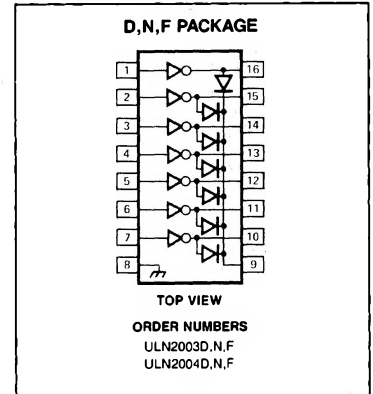 D,N,F PACKAGE
1 16
2 15
3 14
4 13
5 12
6 11
7 10
8 9
TOP VIEW
ORDER NUMBERS
ULN2003D,N,F
ULN2004D,N,F